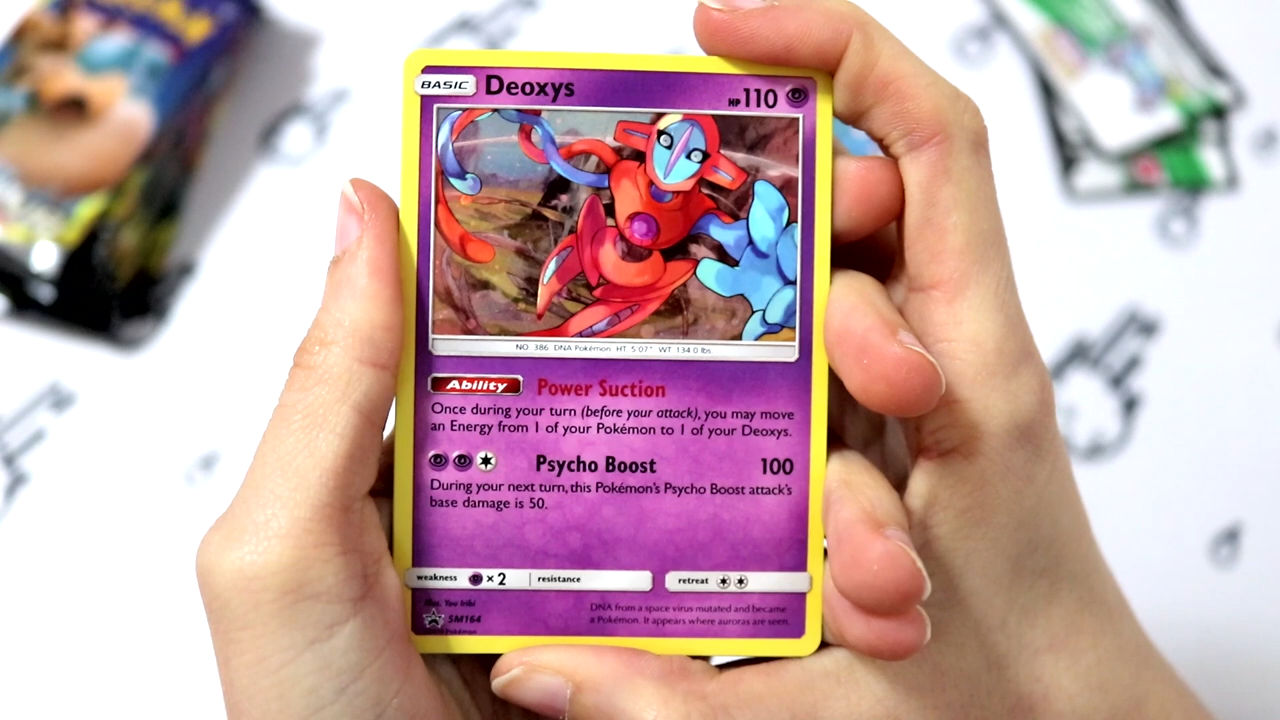 BASIC Deoxys HP 110
NO. 386 DNA Pokémon HT 5'07" WT 134.0 lbs
Ability Power Suction
Once during your turn (before your attack), you may move
an Energy from 1 of your Pokémon to 1 of your Deoxys.
Psycho Boost 100
During your next turn, this Pokémon's Psycho Boost attack's
base damage is 50.
weakness ×2 resistance retreat
Illus. You Iribi
SM164
DNA from a space virus mutated and became
a Pokémon. It appears where auroras are seen.